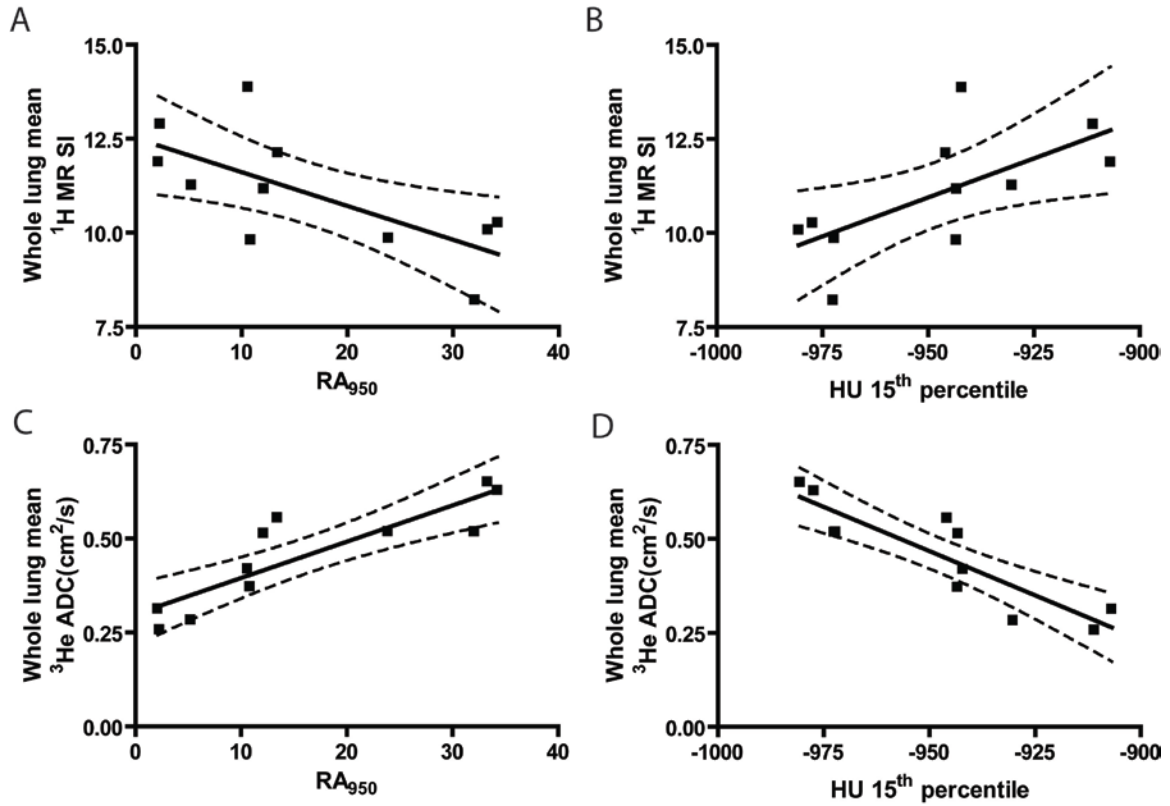 A
Whole lung mean
¹H MR SI
15.0
12.5
10.0
7.5
0
10
20
30
40
RA₉₅₀
B
Whole lung mean
¹H MR SI
15.0
12.5
10.0
7.5
-1000
-975
-950
-925
-900
HU 15ᵗʰ percentile
C
Whole lung mean
³He ADC(cm²/s)
0.75
0.50
0.25
0.00
0
10
20
30
40
RA₉₅₀
D
Whole lung mean
³He ADC(cm²/s)
0.75
0.50
0.25
0.00
-1000
-975
-950
-925
-900
HU 15ᵗʰ percentile